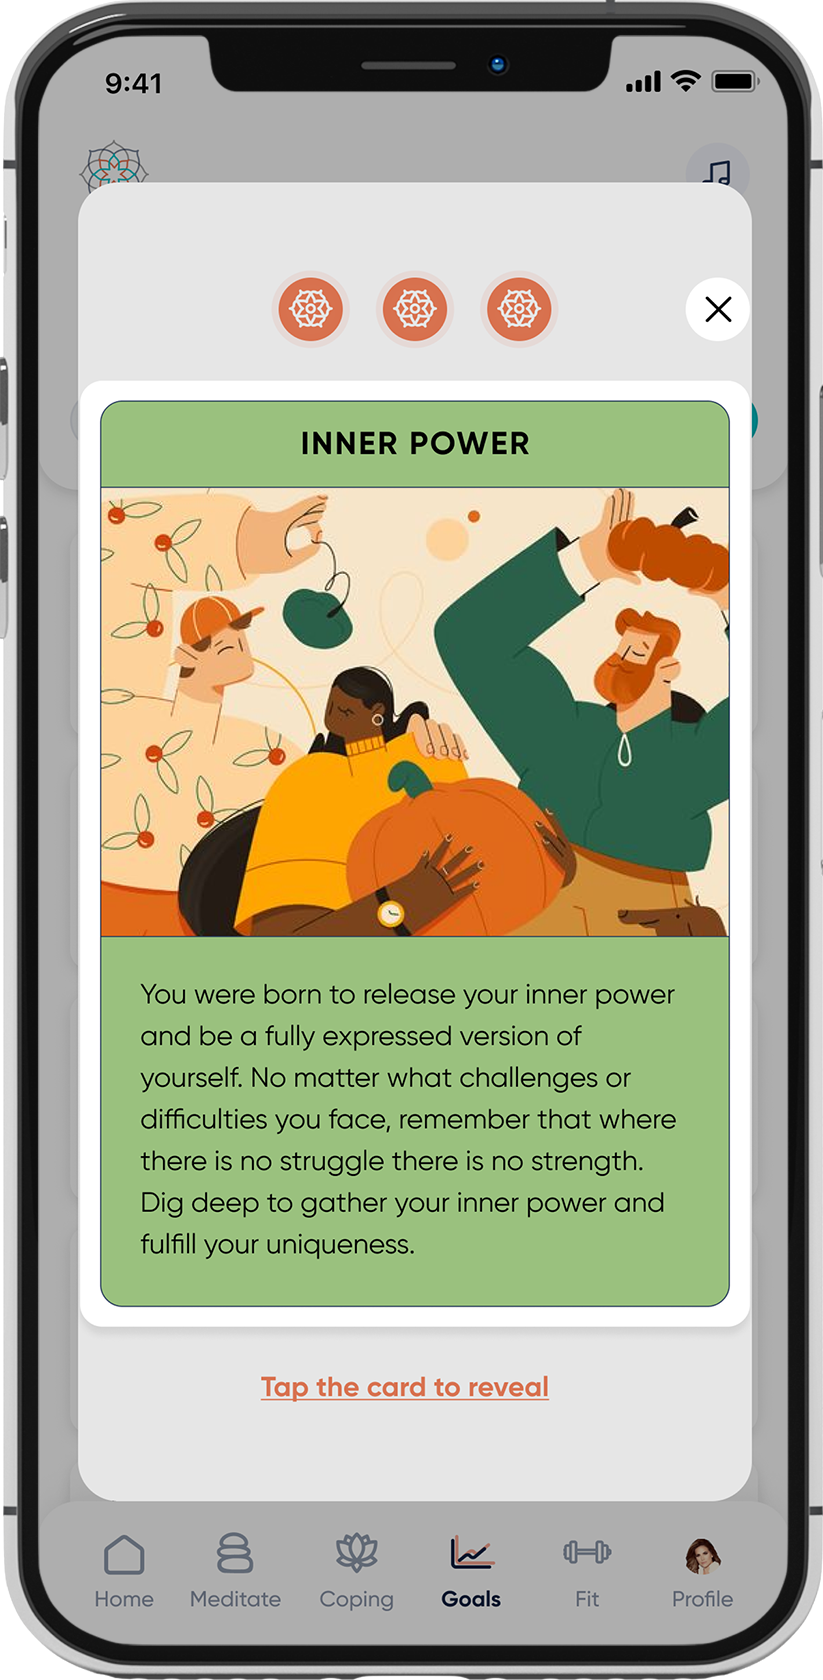 9:41
INNER POWER
You were born to release your inner power
and be a fully expressed version of
yourself. No matter what challenges or
difficulties you face, remember that where
there is no struggle there is no strength.
Dig deep to gather your inner power and
fulfill your uniqueness.
Tap the card to reveal
Home Meditate Coping Goals Fit Profile